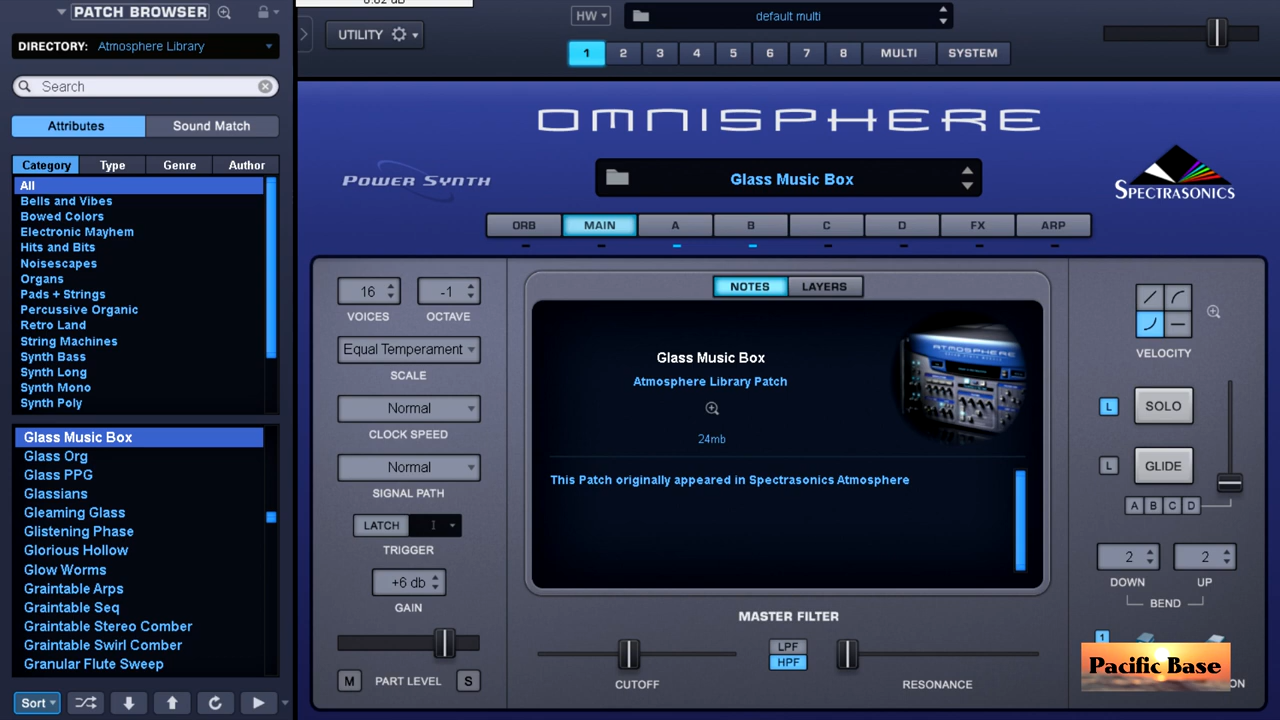 PATCH BROWSER
DIRECTORY: Atmosphere Library
Search
Attributes Sound Match
Category Type Genre Author
All
Bells and Vibes
Bowed Colors
Electronic Mayhem
Hits and Bits
Noisescapes
Organs
Pads + Strings
Percussive Organic
Retro Land
String Machines
Synth Bass
Synth Long
Synth Mono
Synth Poly
Glass Music Box
Glass Org
Glass PPG
Glassians
Gleaming Glass
Glistening Phase
Glorious Hollow
Glow Worms
Graintable Arps
Graintable Seq
Graintable Stereo Comber
Graintable Swirl Comber
Granular Flute Sweep
Sort
UTILITY
HW
default multi
1 2 3 4 5 6 7 8 MULTI SYSTEM
OMNISPHERE
POWER SYNTH
Glass Music Box
SPECTRASONICS
ORB MAIN A B C D FX ARP
16 -1
VOICES OCTAVE
Equal Temperament
SCALE
Normal
CLOCK SPEED
Normal
SIGNAL PATH
LATCH
TRIGGER
+6 db
GAIN
M PART LEVEL S
NOTES LAYERS
Glass Music Box
Atmosphere Library Patch
24mb
This Patch originally appeared in Spectrasonics Atmosphere
ATMOSPHERE
MASTER FILTER
LPF
HPF
CUTOFF RESONANCE
VELOCITY
L SOLO
L GLIDE
A B C D
2 2
DOWN UP
BEND
1
Pacific Base
ON